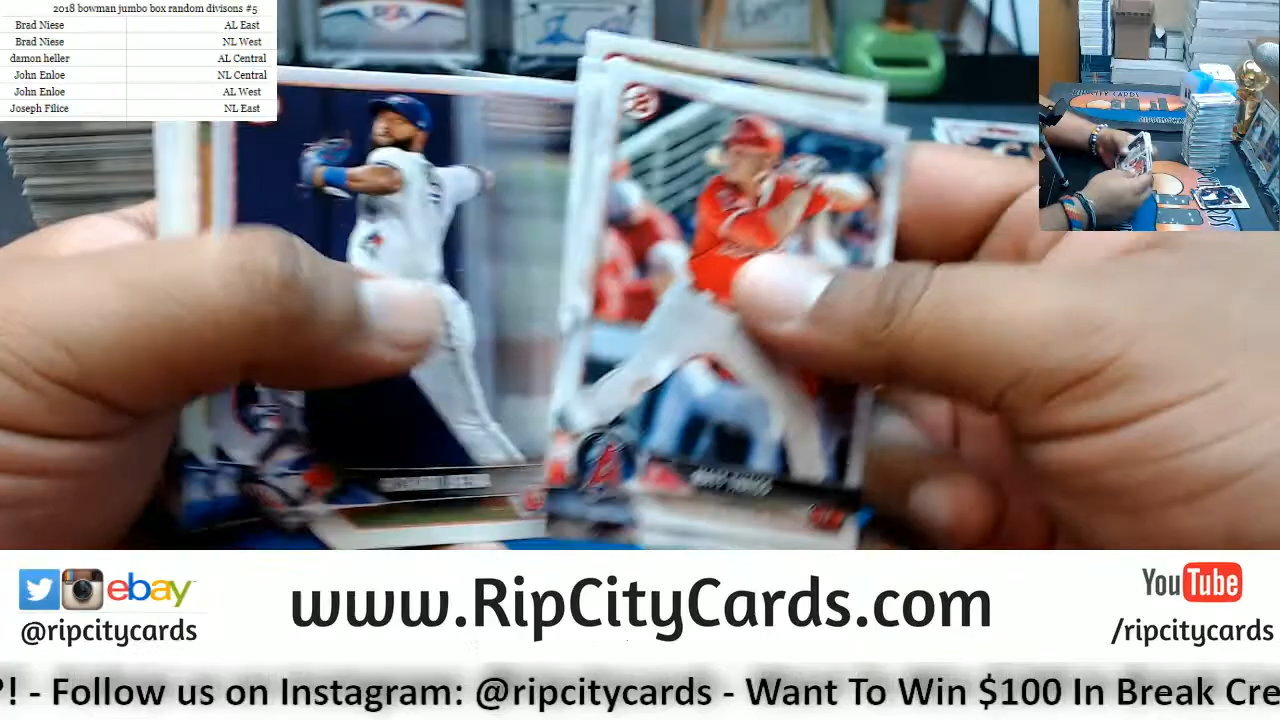 2018 bowman jumbo box random divisons #5
Brad Niese AL East
Brad Niese NL West
damon heller AL Central
John Enloe NL Central
John Enloe AL West
Joseph Filice NL East
ebay
@ripcitycards
www.RipCityCards.com
YouTube
/ripcitycards
! - Follow us on Instagram: @ripcitycards - Want To Win $100 In Break Cre